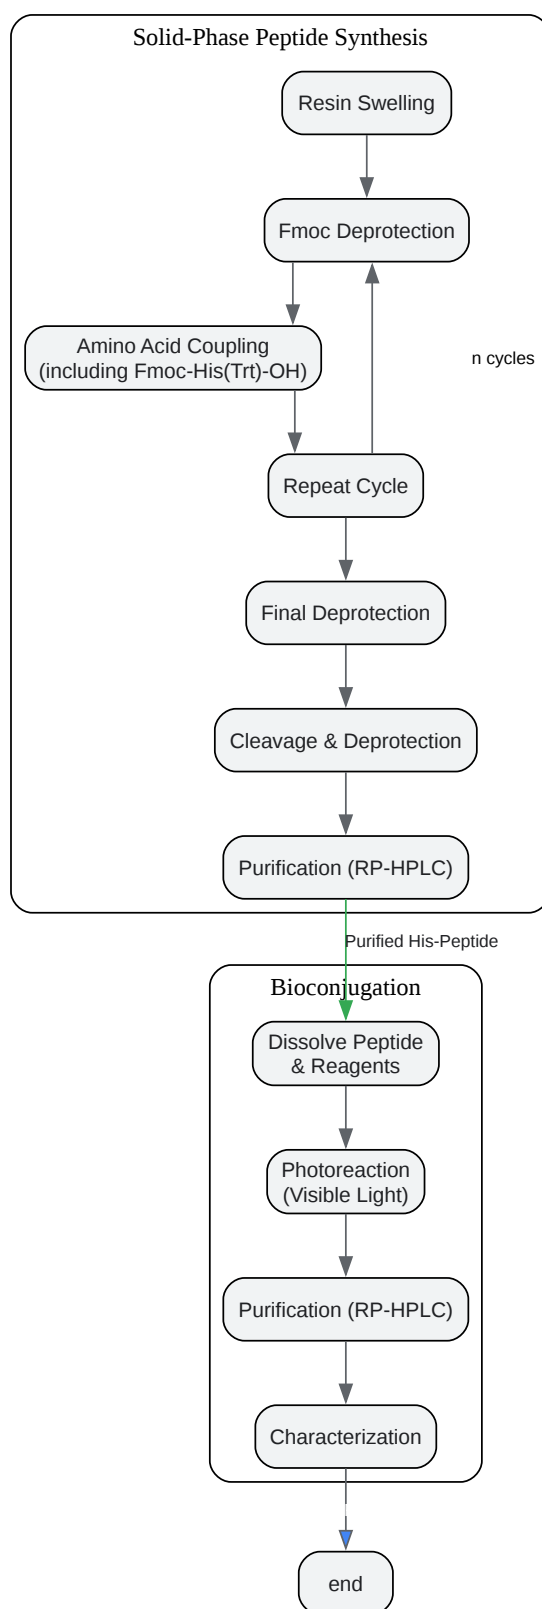 Solid-Phase Peptide Synthesis
Resin Swelling
Fmoc Deprotection
Amino Acid Coupling
(including Fmoc-His(Trt)-OH)
n cycles
Repeat Cycle
Final Deprotection
Cleavage & Deprotection
Purification (RP-HPLC)
Purified His-Peptide
Bioconjugation
Dissolve Peptide
& Reagents
Photoreaction
(Visible Light)
Purification (RP-HPLC)
Characterization
end